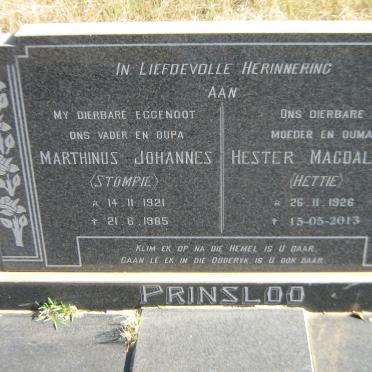 IN LIEFDEVOLLE HERINNERING
AAN
MY DIERBARE EGGENOOT
ONS VADER EN OUPA
MARTHINUS JOHANNES
(STOMPIE)
* 14·11·1921
† 21·6·1985
ONS DIERBARE
MOEDER EN OUMA
HESTER MAGDAL
(HETTIE)
* 26·11·1926
† 15-05-2013
KLIM EK OP NA DIE HEMEL IS U DAAR,
GAAN LE EK IN DIE DODERYK, IS U OOK DAAR.
PRINSLOO